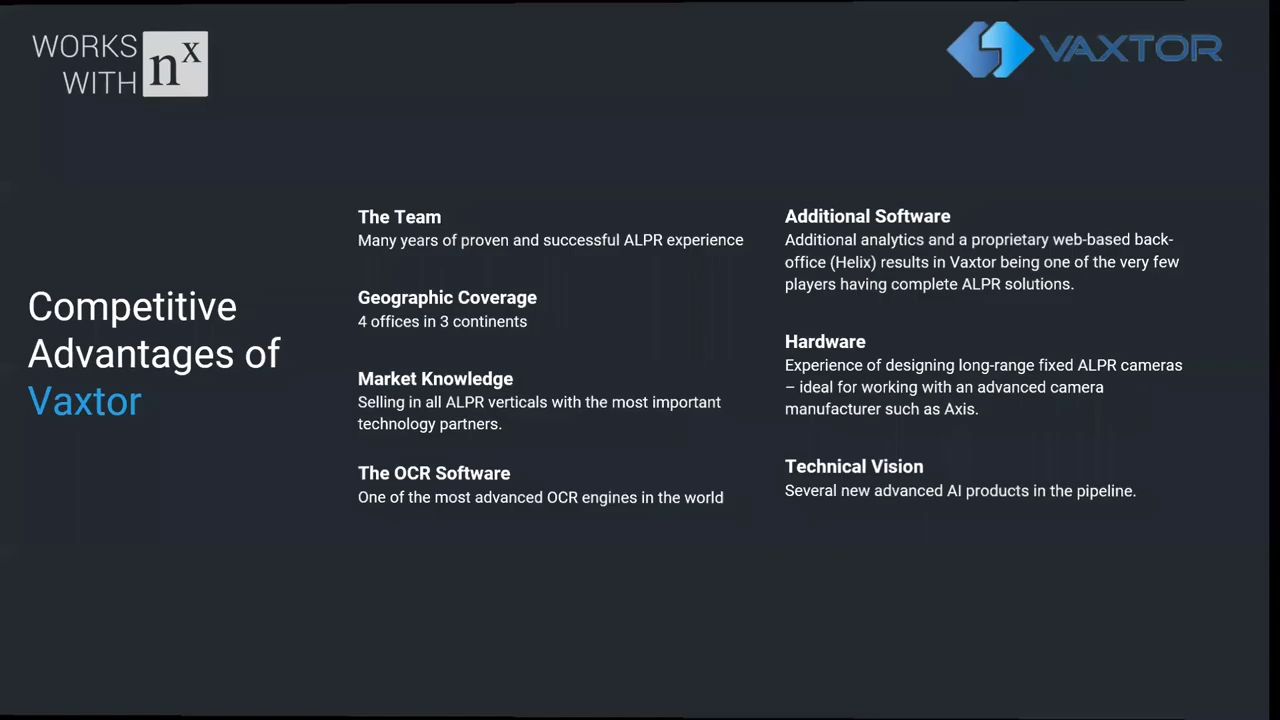 WORKS
WITH nx
VAXTOR
Competitive
Advantages of
Vaxtor
The Team
Many years of proven and successful ALPR experience
Geographic Coverage
4 offices in 3 continents
Market Knowledge
Selling in all ALPR verticals with the most important
technology partners.
The OCR Software
One of the most advanced OCR engines in the world
Additional Software
Additional analytics and a proprietary web-based back-
office (Helix) results in Vaxtor being one of the very few
players having complete ALPR solutions.
Hardware
Experience of designing long-range fixed ALPR cameras
– ideal for working with an advanced camera
manufacturer such as Axis.
Technical Vision
Several new advanced AI products in the pipeline.